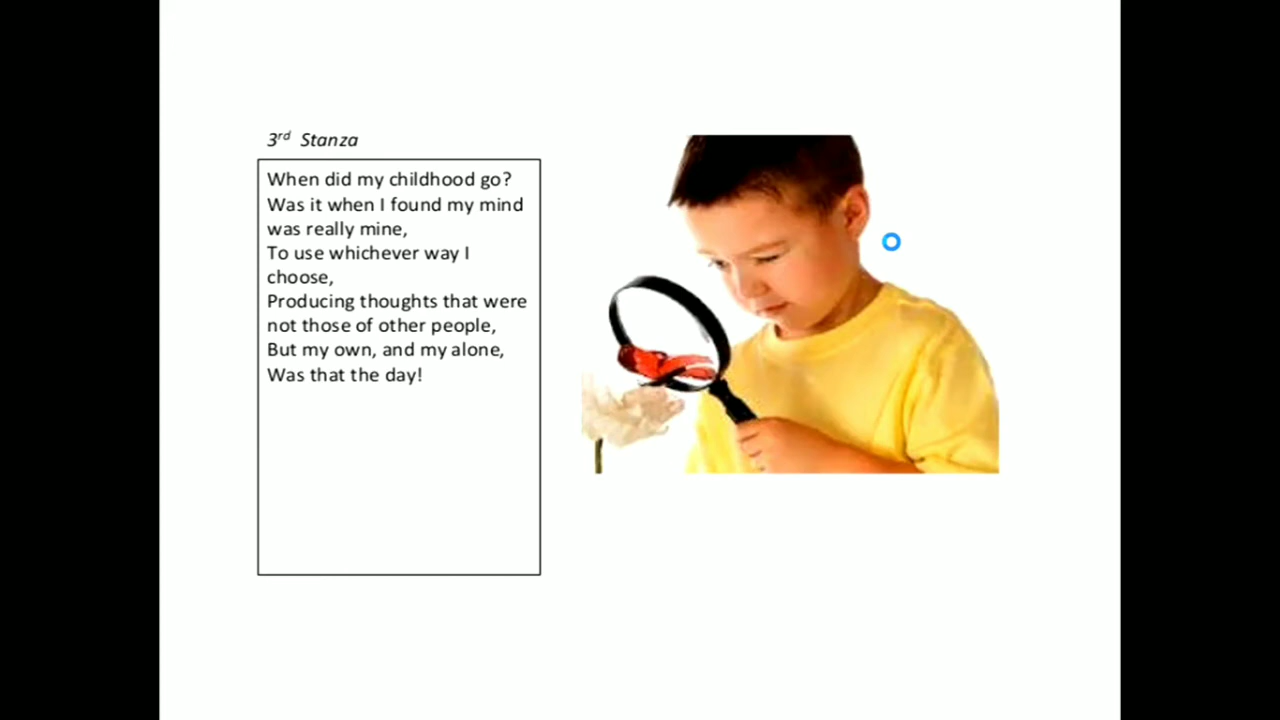 3rd Stanza
When did my childhood go?
Was it when I found my mind
was really mine,
To use whichever way I
choose,
Producing thoughts that were
not those of other people,
But my own, and my alone,
Was that the day!